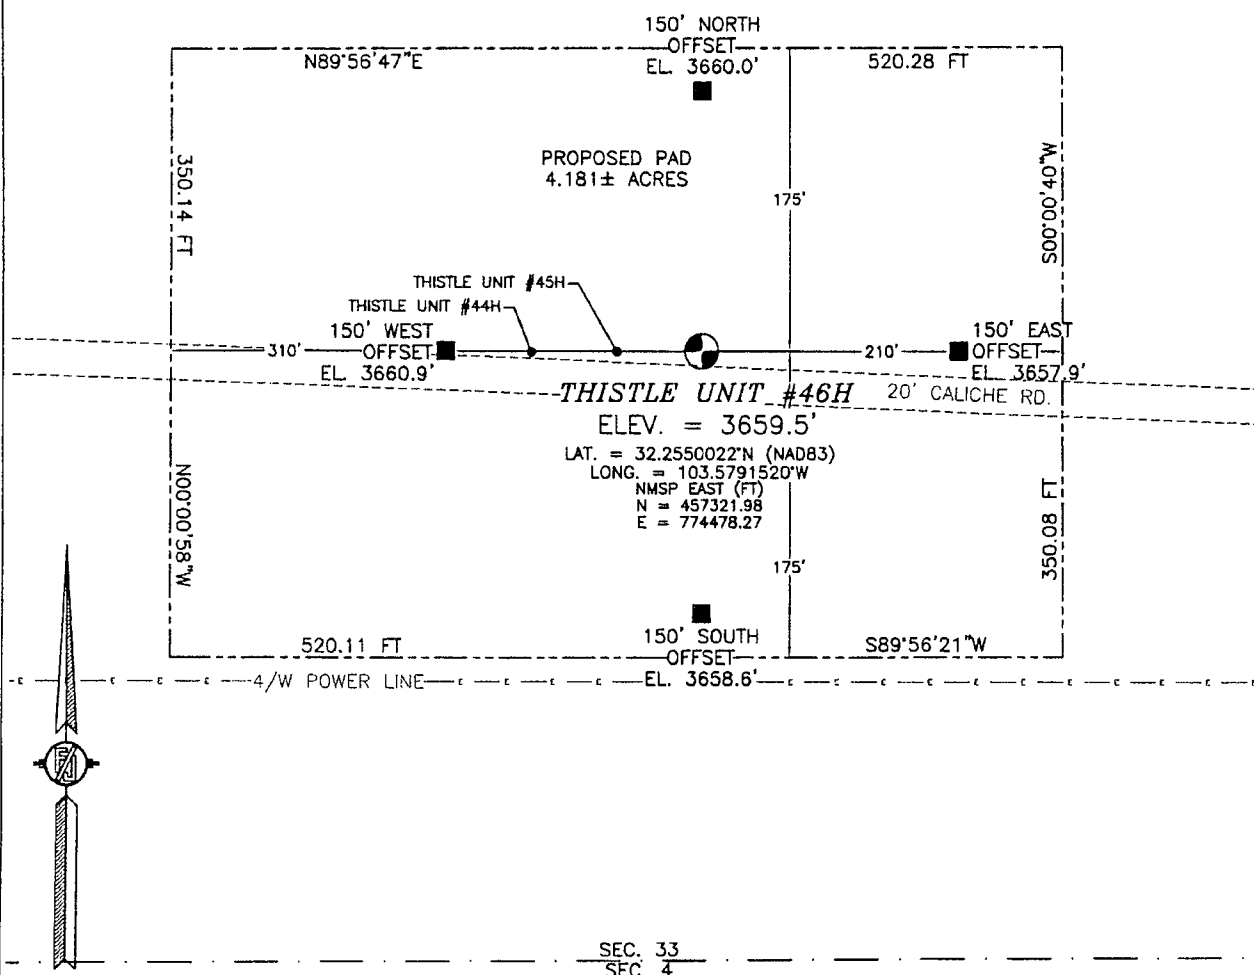 150' NORTH
OFFSET
EL. 3660.0'
N89°56'47"E
520.28 FT
PROPOSED PAD
4.181± ACRES
350.14 FT
175'
S00°00'40"W
THISTLE UNIT #45H
THISTLE UNIT #44H
150' WEST
OFFSET
EL. 3660.9'
310'
210'
150' EAST
OFFSET
EL. 3657.9'
THISTLE UNIT #46H
20' CALICHE RD.
ELEV. = 3659.5'
LAT. = 32.2550022°N (NAD83)
LONG. = 103.5791520°W
NMSP EAST (FT)
N = 457321.98
E = 774478.27
N00°00'58"W
350.08 FT
175'
150' SOUTH
OFFSET
EL. 3658.6'
520.11 FT
S89°56'21"W
4/W POWER LINE
SEC. 33
SEC. 4